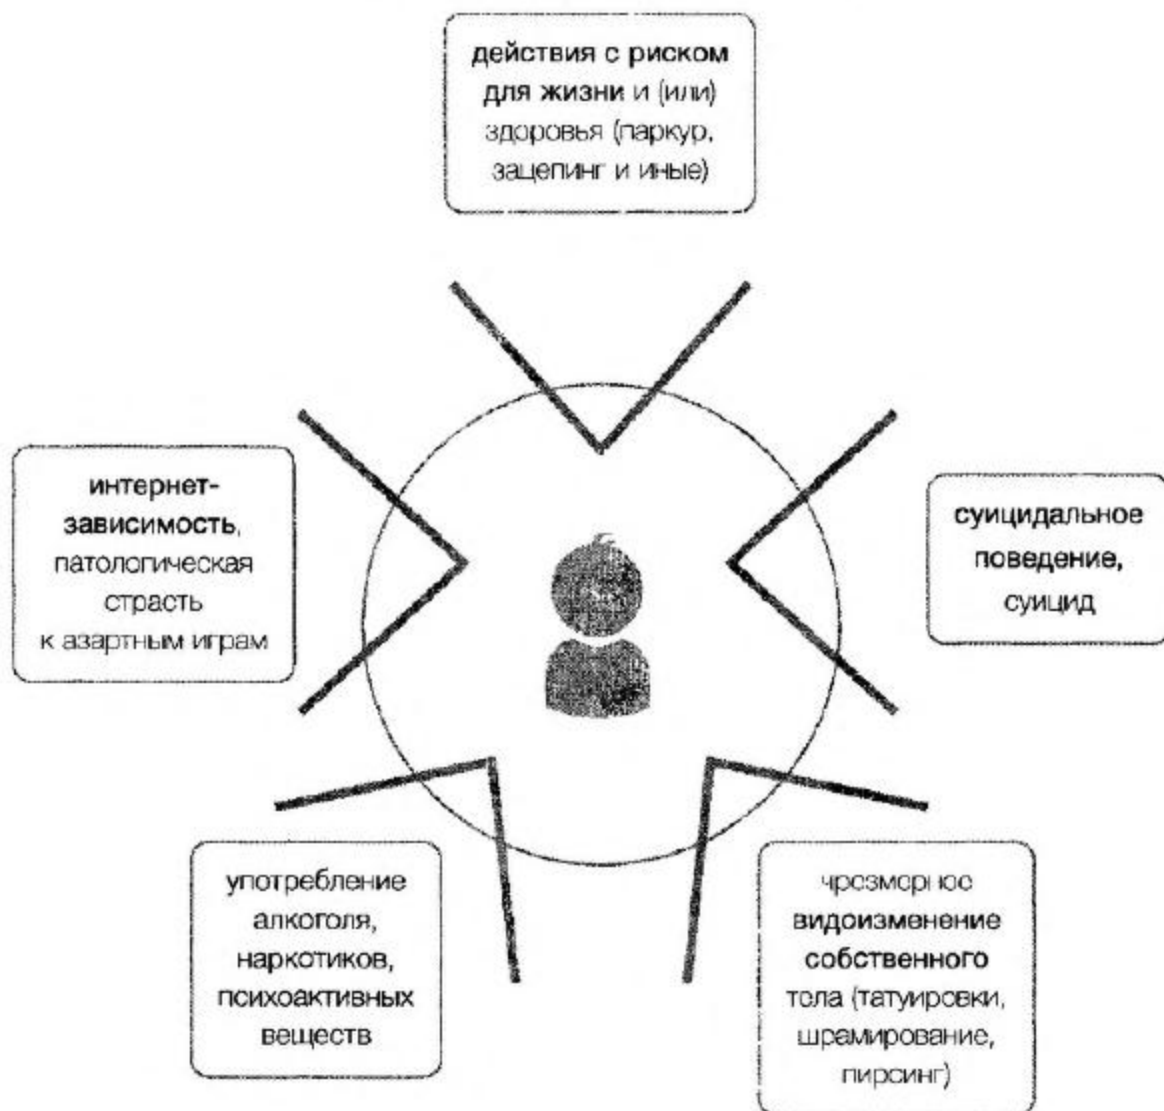 действия с риском
для жизни и (или)
здоровья (паркур,
зацепинг и иные)
интернет-
зависимость,
патологическая
страсть
к азартным играм
суицидальное
поведение,
суицид
употребление
алкоголя,
наркотиков,
психоактивных
веществ
чрезмерное
видоизменение
собственного
тела (татуировки,
шрамирование,
пирсинг)